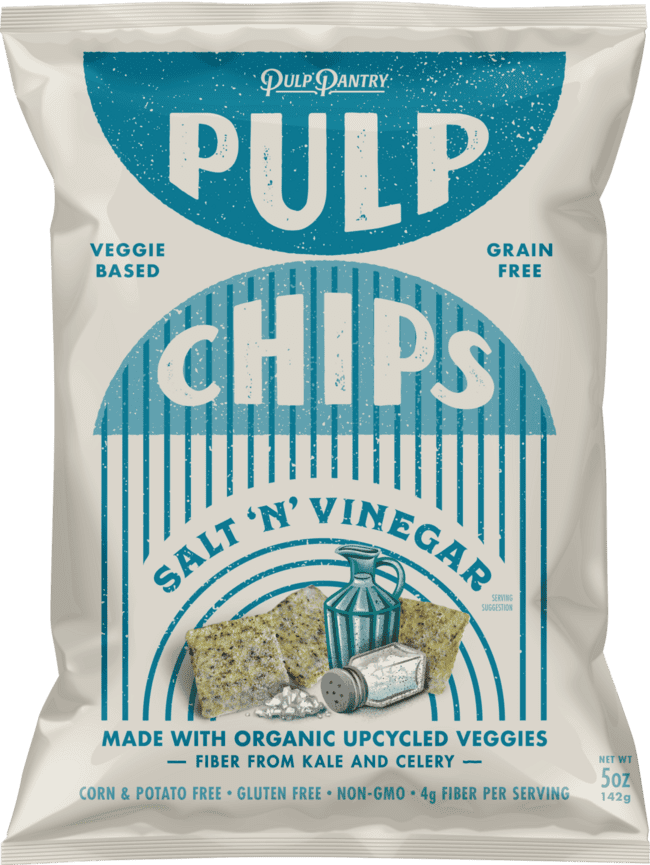 PULP PANTRY
PULP
VEGGIE
BASED
GRAIN
FREE
CHIPS
SALT 'N' VINEGAR
SERVING
SUGGESTION
MADE WITH ORGANIC UPCYCLED VEGGIES
— FIBER FROM KALE AND CELERY —
CORN & POTATO FREE • GLUTEN FREE • NON-GMO • 4g FIBER PER SERVING
NET WT
5oz
142g